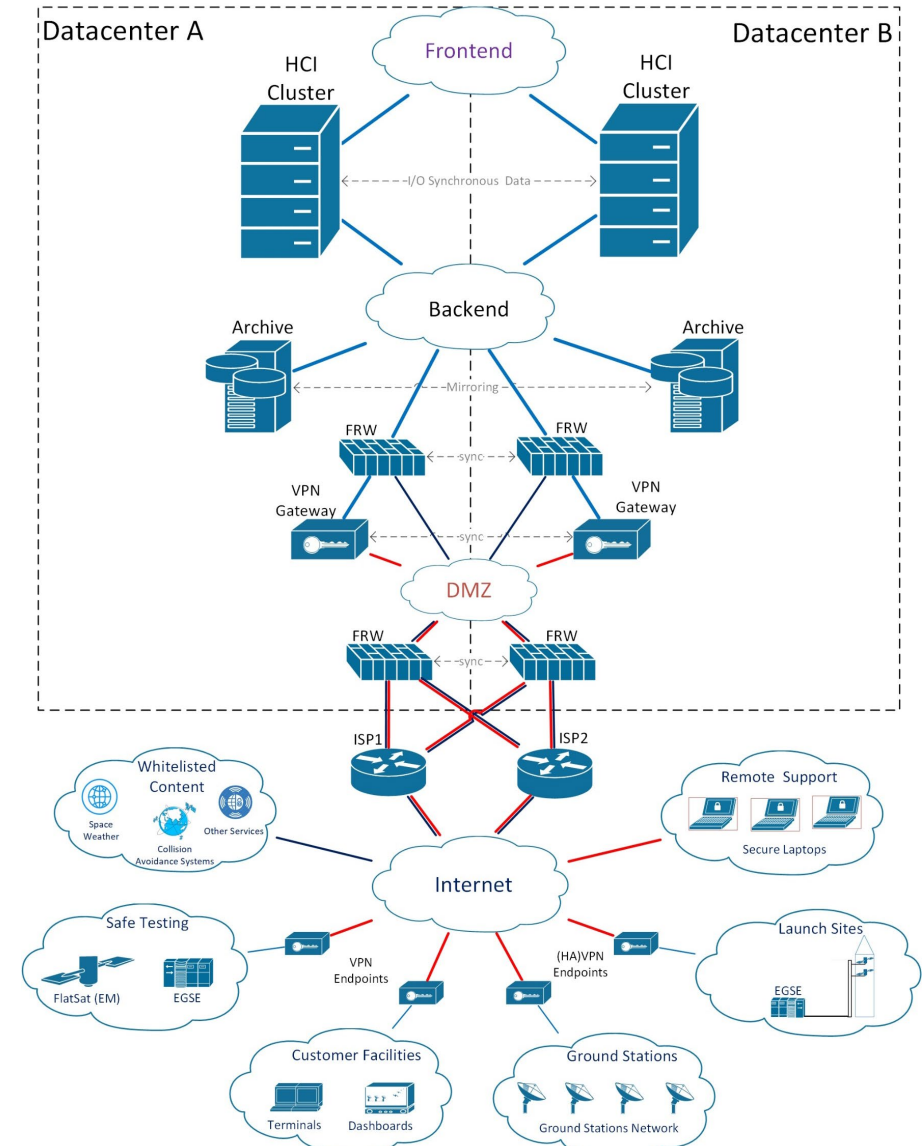 Datacenter A
Datacenter B
Frontend
HCI
Cluster
HCI
Cluster
I/O Synchronous Data
Backend
Archive
Archive
Mirroring
FRW
FRW
sync
VPN
Gateway
VPN
Gateway
sync
DMZ
FRW
FRW
sync
ISP1
ISP2
Whitelisted
Content
Space
Weather
Collision
Avoidance Systems
Other Services
Remote Support
Secure Laptops
Internet
Safe Testing
FlatSat (EM)
EGSE
VPN
Endpoints
(HA)VPN
Endpoints
Launch Sites
EGSE
Customer Facilities
Terminals
Dashboards
Ground Stations
Ground Stations Network